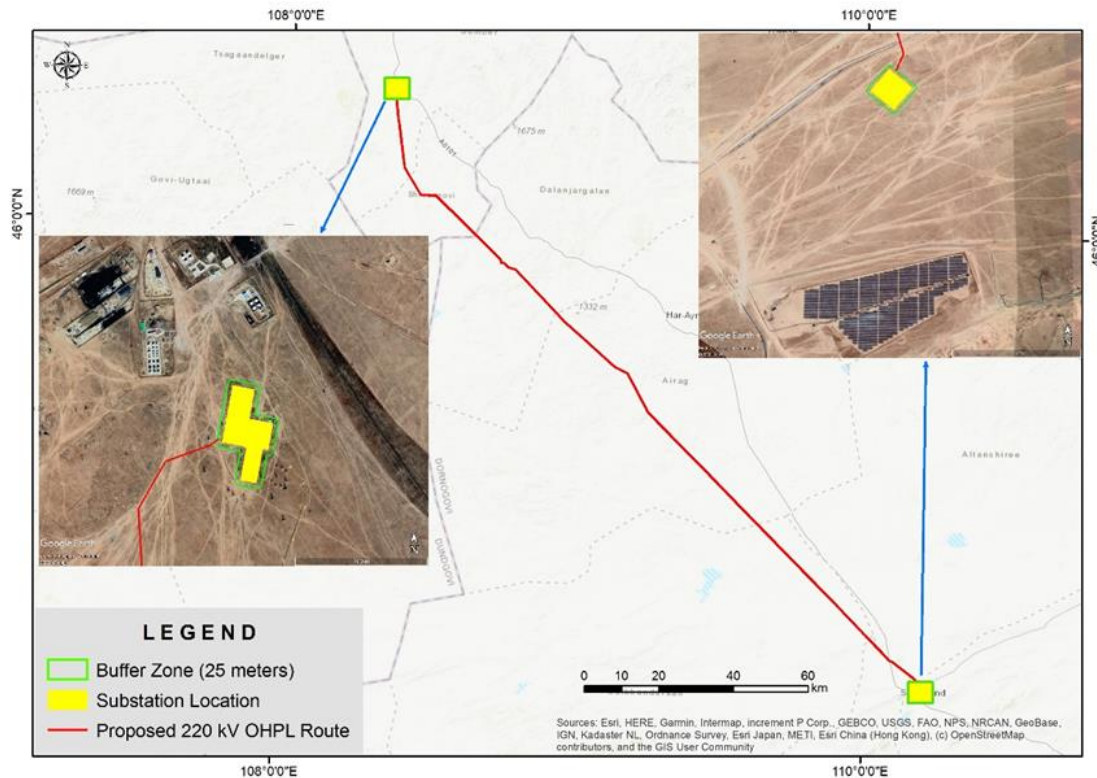 108°0'0"E
110°0'0"E
N
W
E
S
Tsagaandelger
1675 m
Aöröt
Govi-Ugtaal
1669 m
Dalanjargalan
46°0'0"N
46°0'0"N
1332 m
Har-Ayr
Google Earth
Airag
Altanshiree
DORNOGOVI
DUNDGOVI
Google Earth
N
LEGEND
Buffer Zone (25 meters)
Substation Location
Proposed 220 kV OHPL Route
0 10 20 40 60
km
Sources: Esri, HERE, Garmin, Intermap, increment P Corp., GEBCO, USGS, FAO, NPS, NRCAN, GeoBase,
IGN, Kadaster NL, Ordnance Survey, Esri Japan, METI, Esri China (Hong Kong), (c) OpenStreetMap
contributors, and the GIS User Community
108°0'0"E
110°0'0"E